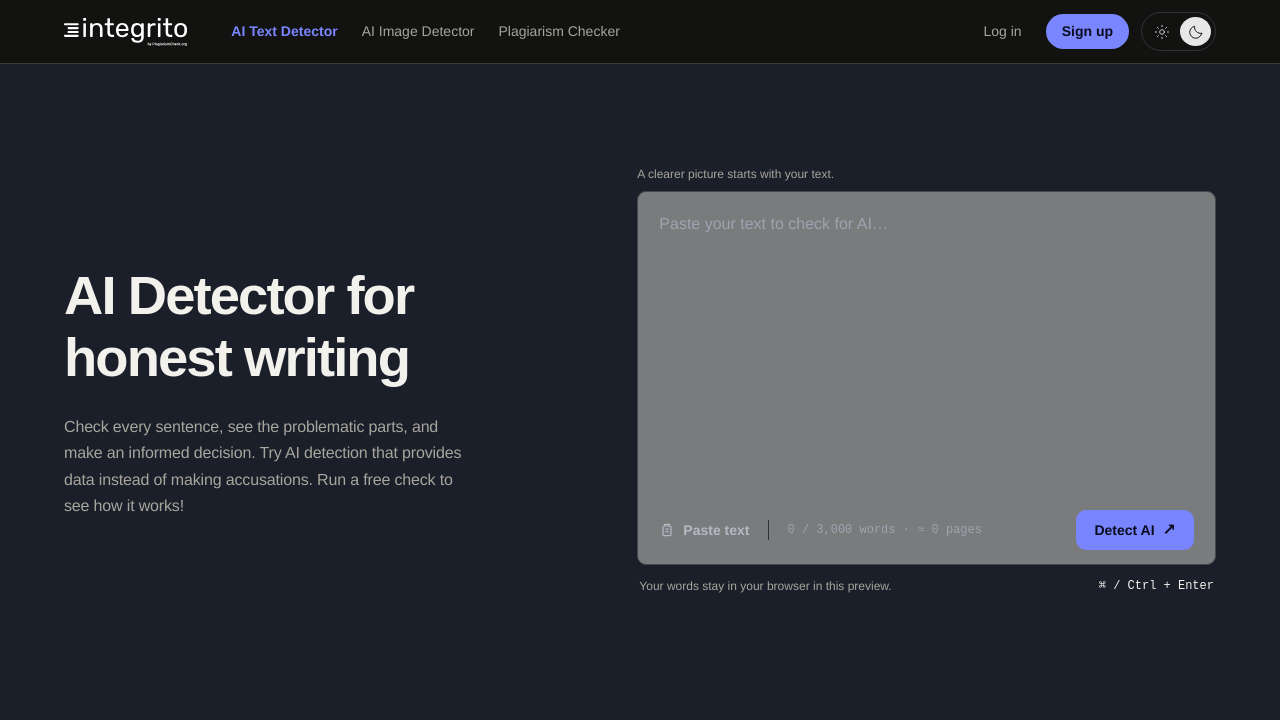 integrito
by PlagiarismCheck.org
AI Text Detector
AI Image Detector
Plagiarism Checker
Log in
Sign up
A clearer picture starts with your text.
Paste your text to check for AI…
AI Detector for
honest writing
Check every sentence, see the problematic parts, and
make an informed decision. Try AI detection that provides
data instead of making accusations. Run a free check to
see how it works!
Paste text
0 / 3,000 words · ≈ 0 pages
Detect AI ↗
Your words stay in your browser in this preview.
⌘ / Ctrl + Enter